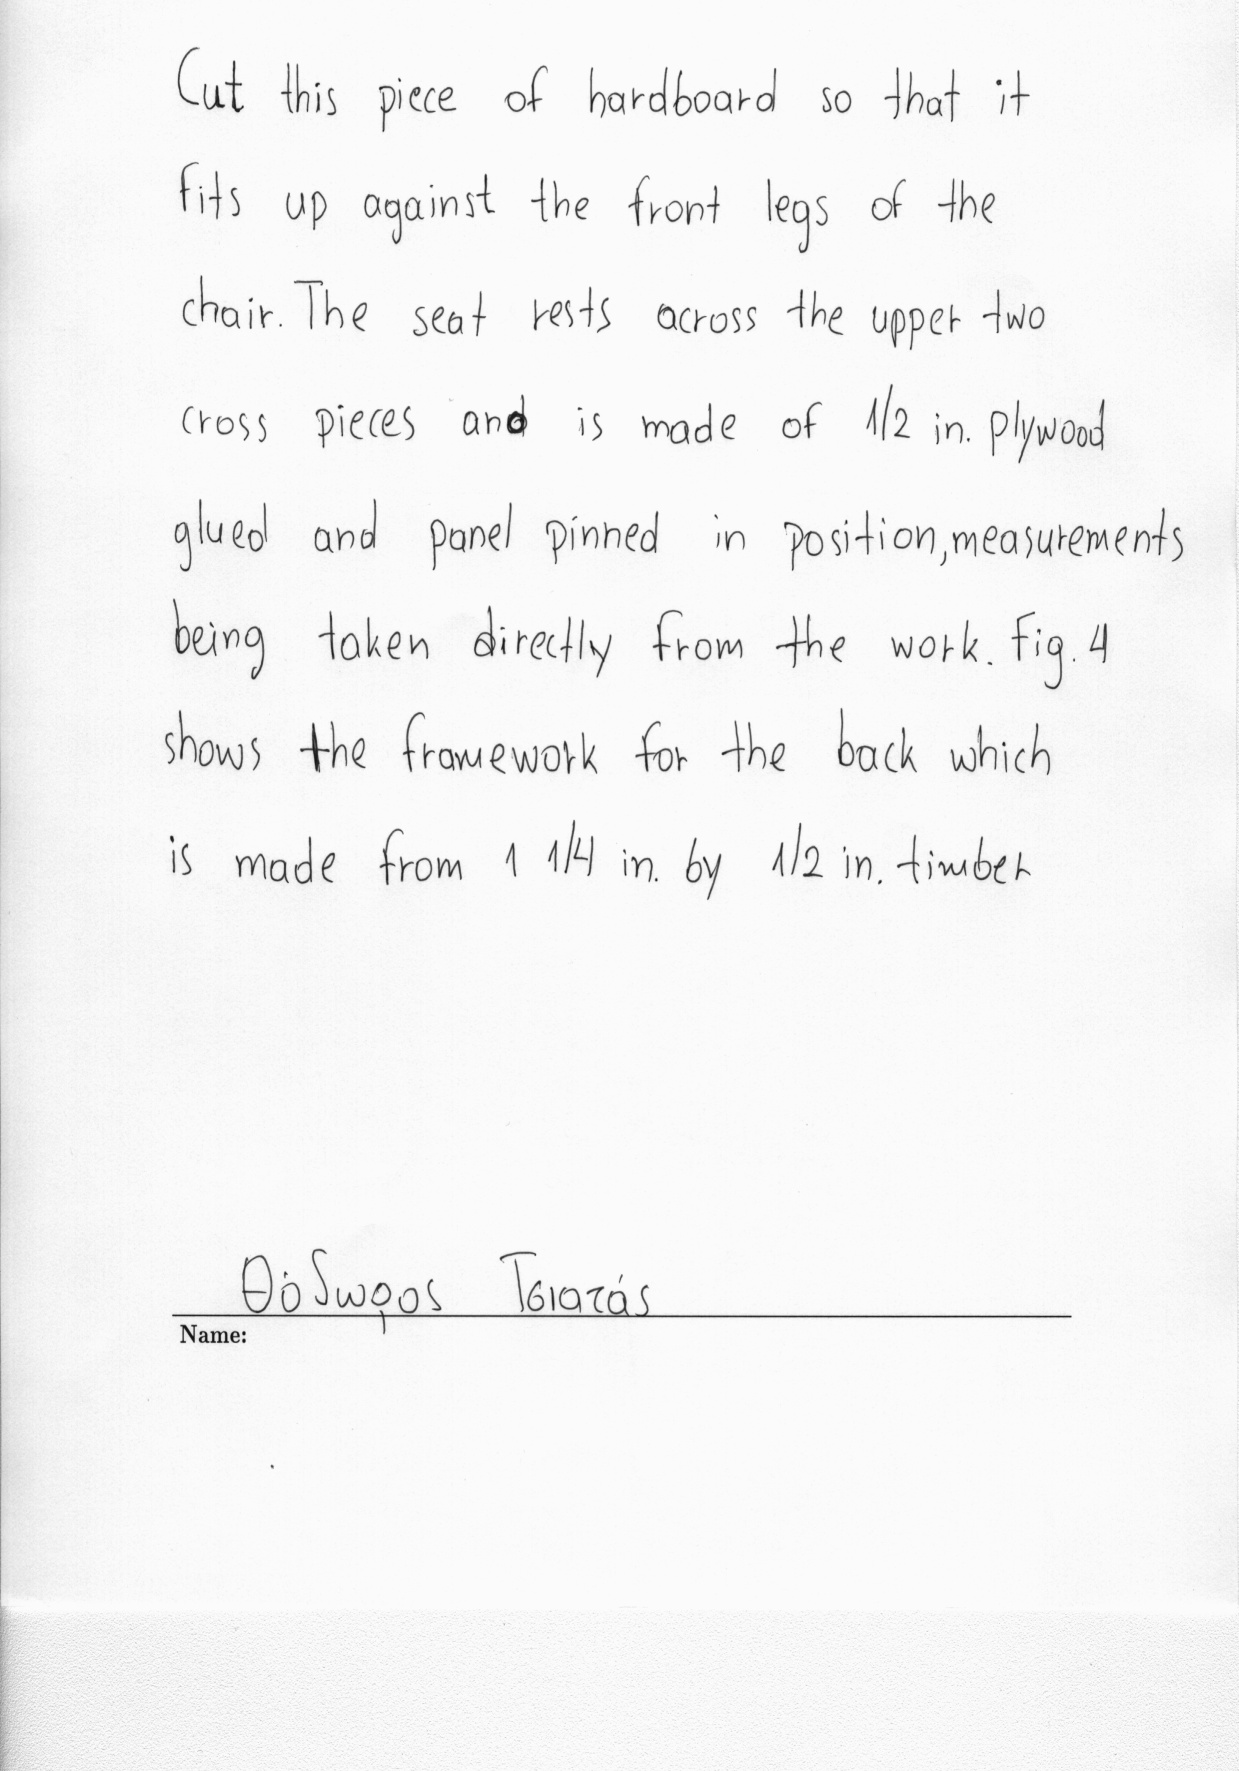 Cut this piece of hardboard so that it
fits up against the front legs of the
chair. The seat rests across the upper two
cross pieces and is made of 1/2 in. plywood
glued and panel pinned in position, measurements
being taken directly from the work. Fig. 4
shows the framework for the back which
is made from 1 1/4 in. by 1/2 in. timber
Θόδωρος Τσιατάς
Name: